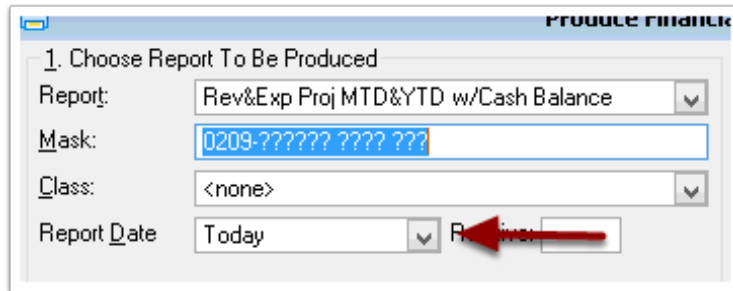 Produce Financia
1. Choose Report To Be Produced
Report: Rev&Exp Proj MTD&YTD w/Cash Balance
Mask: 0209-?????? ???? ???
Class: <none>
Report Date Today